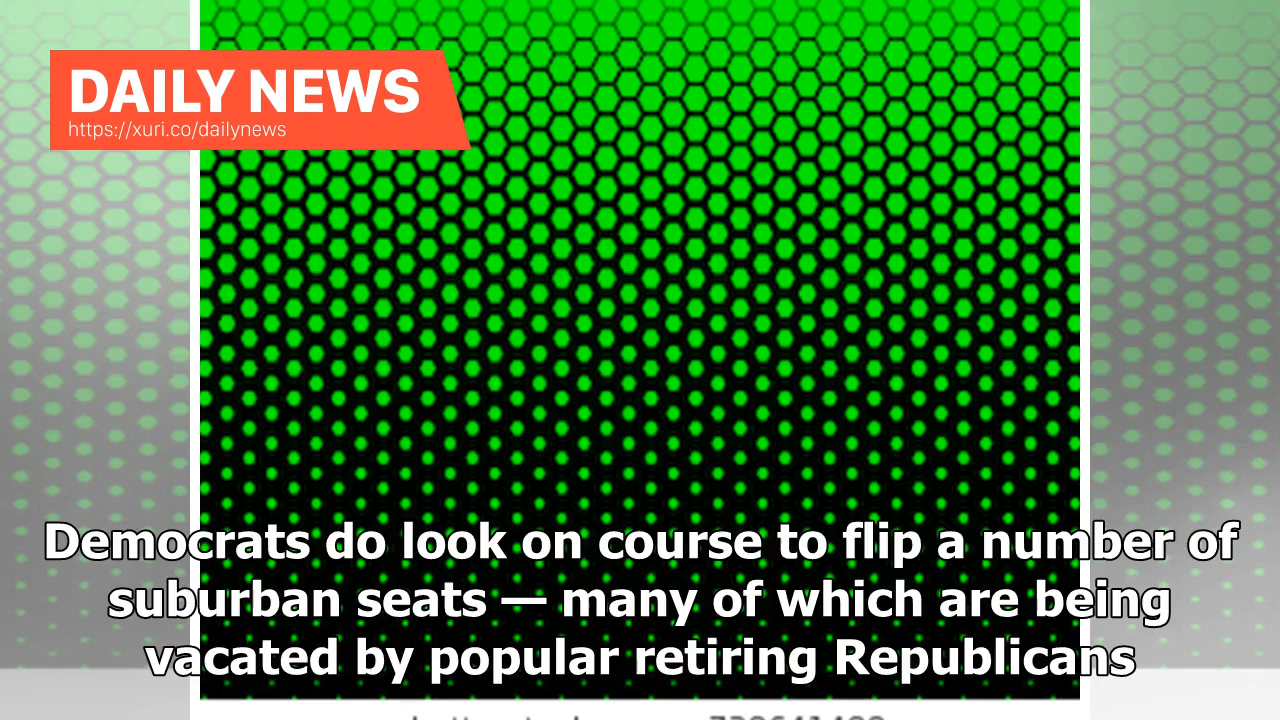 DAILY NEWS
https://xuri.co/dailynews
Democrats do look on course to flip a number of
suburban seats — many of which are being
vacated by popular retiring Republicans